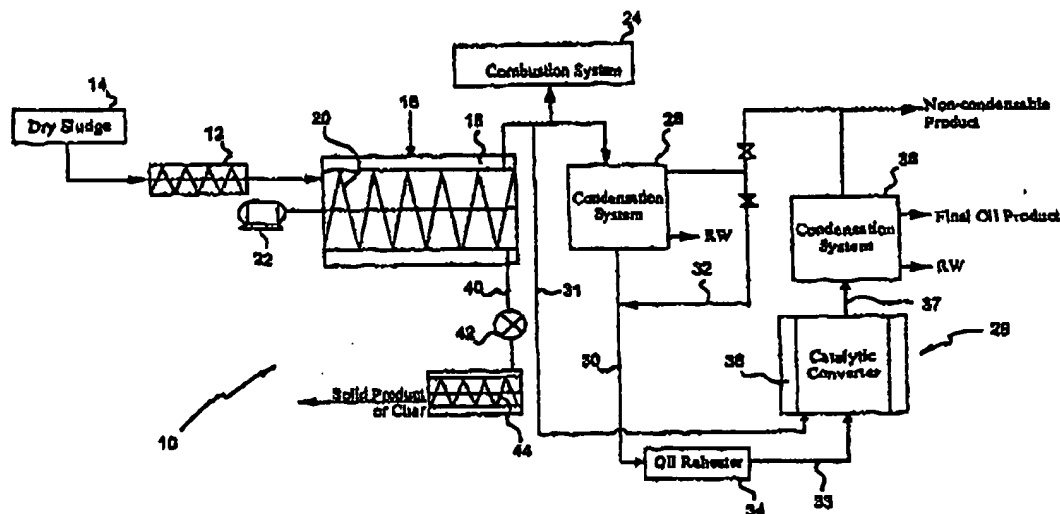 24
Combustion System
14
Dry Sludge
12
20
16
18
22
28
Condensation
System
RW
Non-condensable
Product
38
Condensation
System
Final Oil Product
RW
37
29
36
Catalytic
Converter
40
31
32
42
30
Solid Product
or Char
44
10
Oil Reheater
34
33